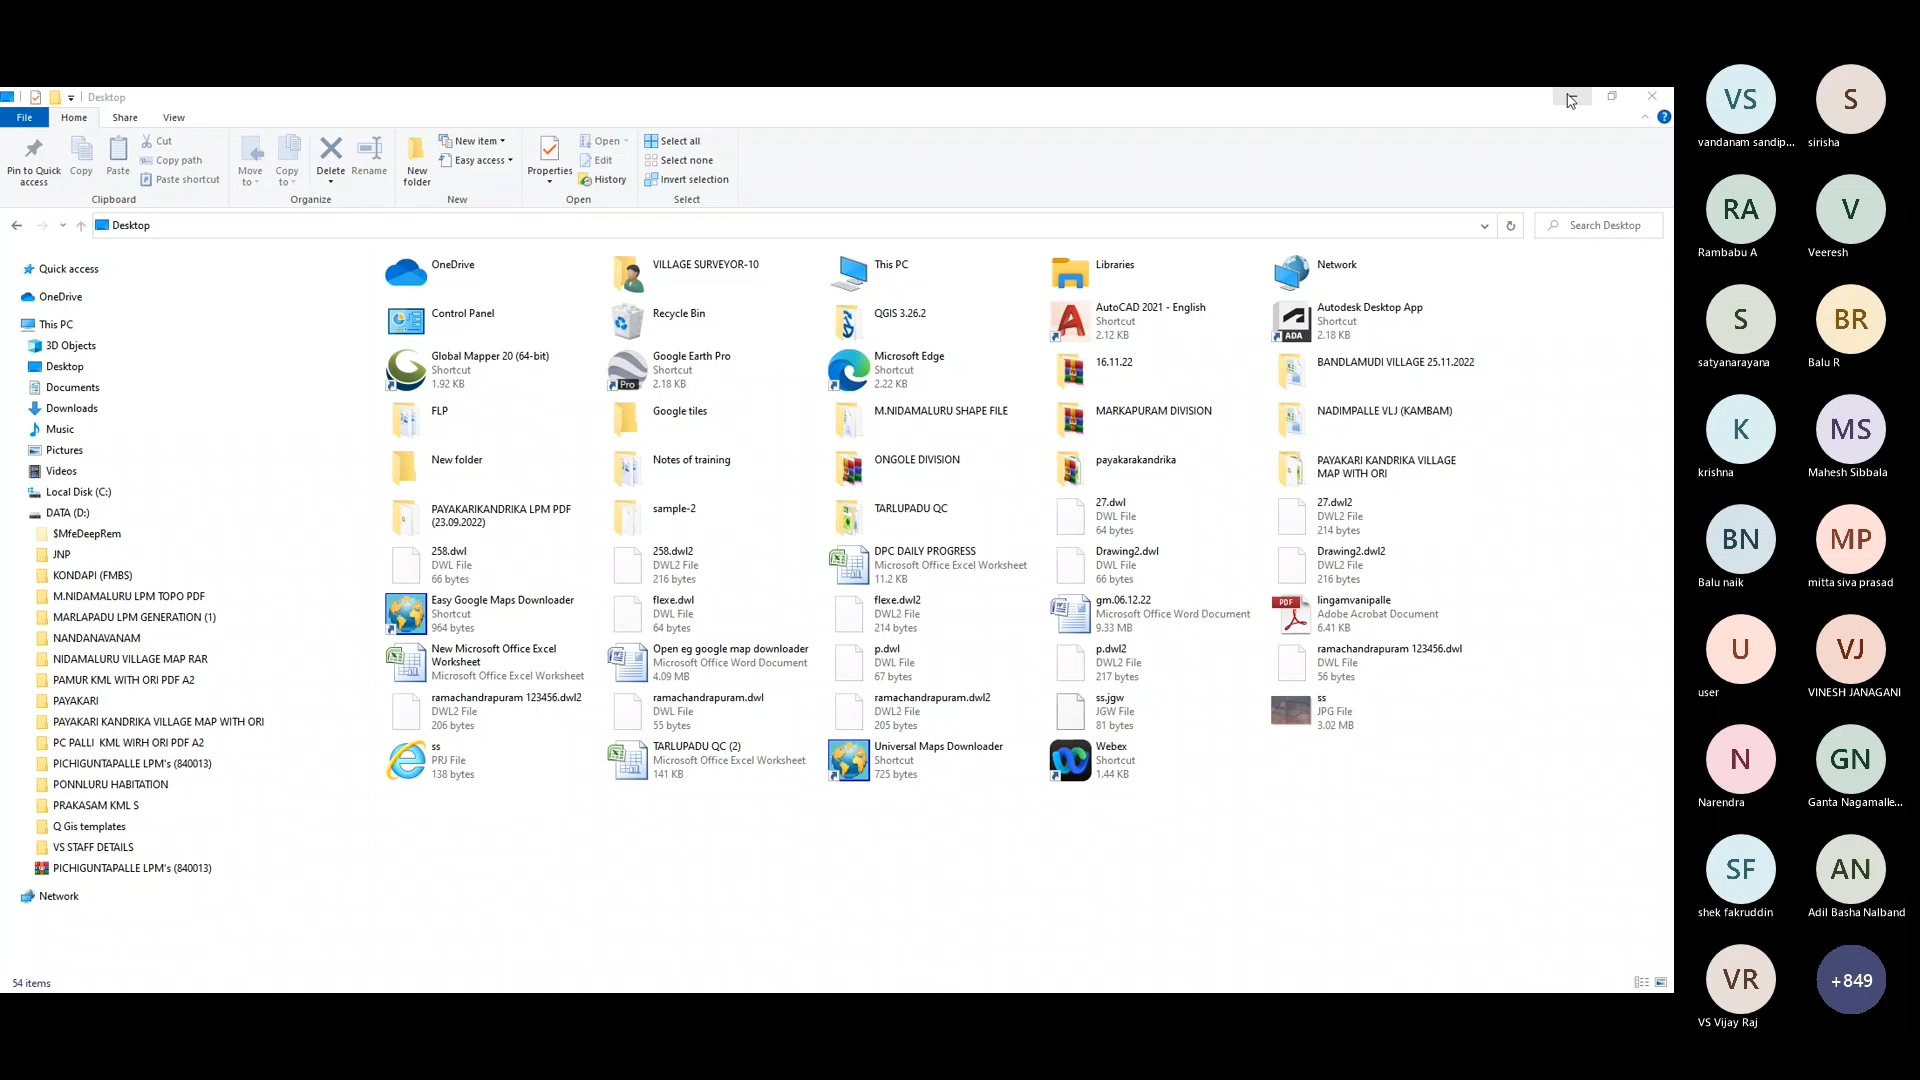 Desktop
File Home Share View
Pin to Quick access
Copy
Paste
Cut
Copy path
Paste shortcut
Clipboard
Move to
Copy to
Delete
Rename
Organize
New folder
New item
Easy access
New
Properties
Open
Edit
History
Open
Select all
Select none
Invert selection
Select
Desktop
Search Desktop
Quick access
OneDrive
This PC
3D Objects
Desktop
Documents
Downloads
Music
Pictures
Videos
Local Disk (C:)
DATA (D:)
$MfeDeepRem
JNP
KONDAPI (FMBS)
M.NIDAMALURU LPM TOPO PDF
MARLAPADU LPM GENERATION (1)
NANDANAVANAM
NIDAMALURU VILLAGE MAP RAR
PAMUR KML WITH ORI PDF A2
PAYAKARI
PAYAKARI KANDRIKA VILLAGE MAP WITH ORI
PC PALLI KML WIRH ORI PDF A2
PICHIGUNTAPALLE LPM's (840013)
PONNLURU HABITATION
PRAKASAM KML S
Q Gis templates
VS STAFF DETAILS
PICHIGUNTAPALLE LPM's (840013)
Network
OneDrive
VILLAGE SURVEYOR-10
This PC
Libraries
Network
Control Panel
Recycle Bin
QGIS 3.26.2
AutoCAD 2021 - English
Shortcut
2.12 KB
Autodesk Desktop App
Shortcut
2.18 KB
ADA
Global Mapper 20 (64-bit)
Shortcut
1.92 KB
Google Earth Pro
Shortcut
2.18 KB
Pro
Microsoft Edge
Shortcut
2.22 KB
16.11.22
BANDLAMUDI VILLAGE 25.11.2022
FLP
Google tiles
M.NIDAMALURU SHAPE FILE
MARKAPURAM DIVISION
NADIMPALLE VLJ (KAMBAM)
New folder
Notes of training
ONGOLE DIVISION
payakarakandrika
PAYAKARI KANDRIKA VILLAGE
MAP WITH ORI
PAYAKARIKANDRIKA LPM PDF
(23.09.2022)
sample-2
TARLUPADU QC
27.dwl
DWL File
64 bytes
27.dwl2
DWL2 File
214 bytes
258.dwl
DWL File
66 bytes
258.dwl2
DWL2 File
216 bytes
DPC DAILY PROGRESS
Microsoft Office Excel Worksheet
11.2 KB
Drawing2.dwl
DWL File
66 bytes
Drawing2.dwl2
DWL2 File
216 bytes
Easy Google Maps Downloader
Shortcut
964 bytes
flexe.dwl
DWL File
64 bytes
flexe.dwl2
DWL2 File
214 bytes
gm.06.12.22
Microsoft Office Word Document
9.33 MB
PDF
lingamvanipalle
Adobe Acrobat Document
6.41 KB
New Microsoft Office Excel
Worksheet
Microsoft Office Excel Worksheet
Open eg google map downloader
Microsoft Office Word Document
4.09 MB
p.dwl
DWL File
67 bytes
p.dwl2
DWL2 File
217 bytes
ramachandrapuram 123456.dwl
DWL File
56 bytes
ramachandrapuram 123456.dwl2
DWL2 File
206 bytes
ramachandrapuram.dwl
DWL File
55 bytes
ramachandrapuram.dwl2
DWL2 File
205 bytes
ss.jgw
JGW File
81 bytes
ss
JPG File
3.02 MB
ss
PRJ File
138 bytes
TARLUPADU QC (2)
Microsoft Office Excel Worksheet
141 KB
Universal Maps Downloader
Shortcut
725 bytes
Webex
Shortcut
1.44 KB
54 items
VS
vandanam sandip...
S
sirisha
RA
Rambabu A
V
Veeresh
S
satyanarayana
BR
Balu R
K
krishna
MS
Mahesh Sibbala
BN
Balu naik
MP
mitta siva prasad
U
user
VJ
VINESH JANAGANI
N
Narendra
GN
Ganta Nagamalle...
SF
shek fakruddin
AN
Adil Basha Nalband
VR
VS Vijay Raj
+849